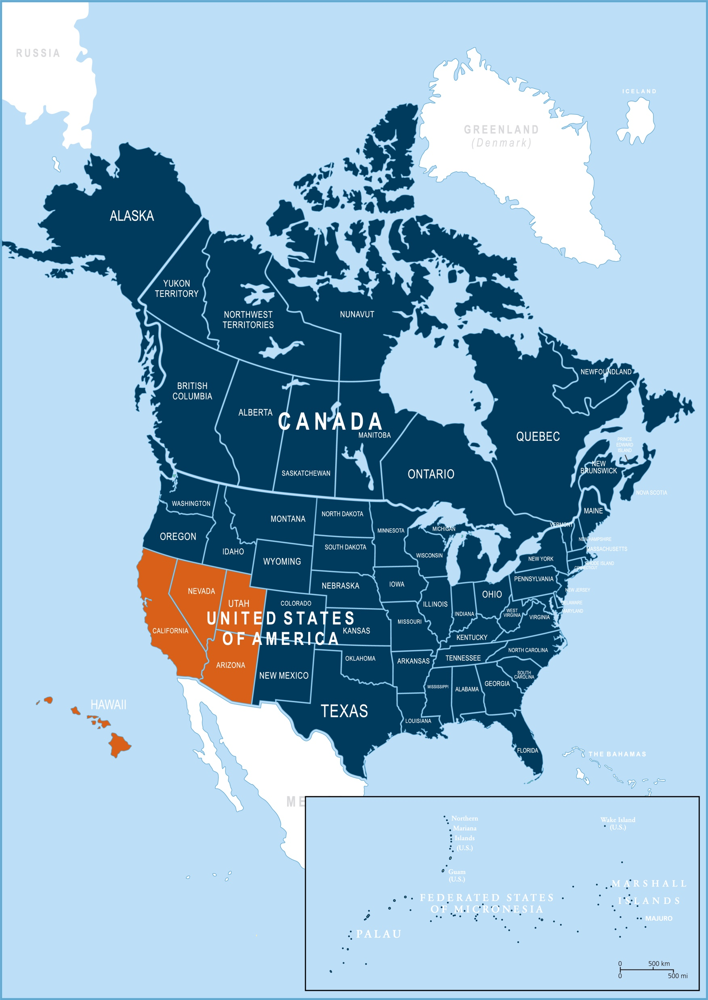 RUSSIA
ICELAND
GREENLAND
(Denmark)
ALASKA
YUKON
TERRITORY
NORTHWEST
TERRITORIES
NUNAVUT
NEWFOUNDLAND
BRITISH
COLUMBIA
ALBERTA
CANADA
MANITOBA
SASKATCHEWAN
ONTARIO
QUEBEC
PRINCE
EDWARD
ISLAND
NEW
BRUNSWICK
NOVA SCOTIA
WASHINGTON
MONTANA
NORTH DAKOTA
MINNESOTA
MICHIGAN
MAINE
VERMONT
NEW HAMPSHIRE
MASSACHUSETTS
RHODE ISLAND
CONNECTICUT
OREGON
IDAHO
WYOMING
SOUTH DAKOTA
WISCONSIN
NEW YORK
PENNSYLVANIA
NEW JERSEY
DELAWARE
MARYLAND
NEVADA
UTAH
COLORADO
NEBRASKA
IOWA
ILLINOIS
INDIANA
OHIO
WEST
VIRGINIA
VIRGINIA
UNITED STATES
OF AMERICA
CALIFORNIA
KANSAS
MISSOURI
KENTUCKY
ARIZONA
NEW MEXICO
OKLAHOMA
ARKANSAS
TENNESSEE
NORTH CAROLINA
SOUTH
CAROLINA
MISSISSIPPI
ALABAMA
GEORGIA
TEXAS
LOUISIANA
FLORIDA
HAWAII
THE BAHAMAS
ME
Northern
Mariana
Islands
(U.S.)
Guam
(U.S.)
Wake Island
(U.S.)
MARSHALL
ISLANDS
MAJURO
FEDERATED STATES
OF MICRONESIA
PALAU
0 500 km
0 500 mi